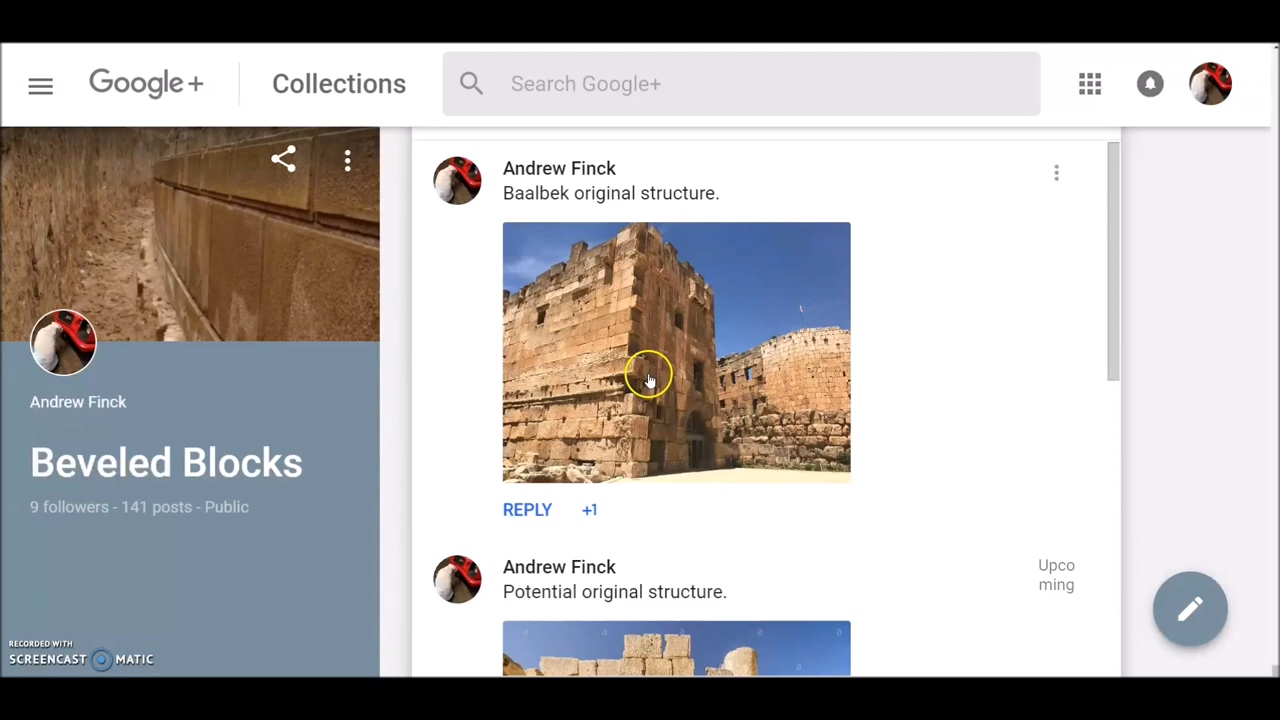 Google+
Collections
Search Google+
Andrew Finck
Baalbek original structure.
REPLY +1
Andrew Finck
Upco
ming
Potential original structure.
a a a a a
a
Andrew Finck
Beveled Blocks
9 followers - 141 posts - Public
RECORDED WITH
SCREENCAST MATIC